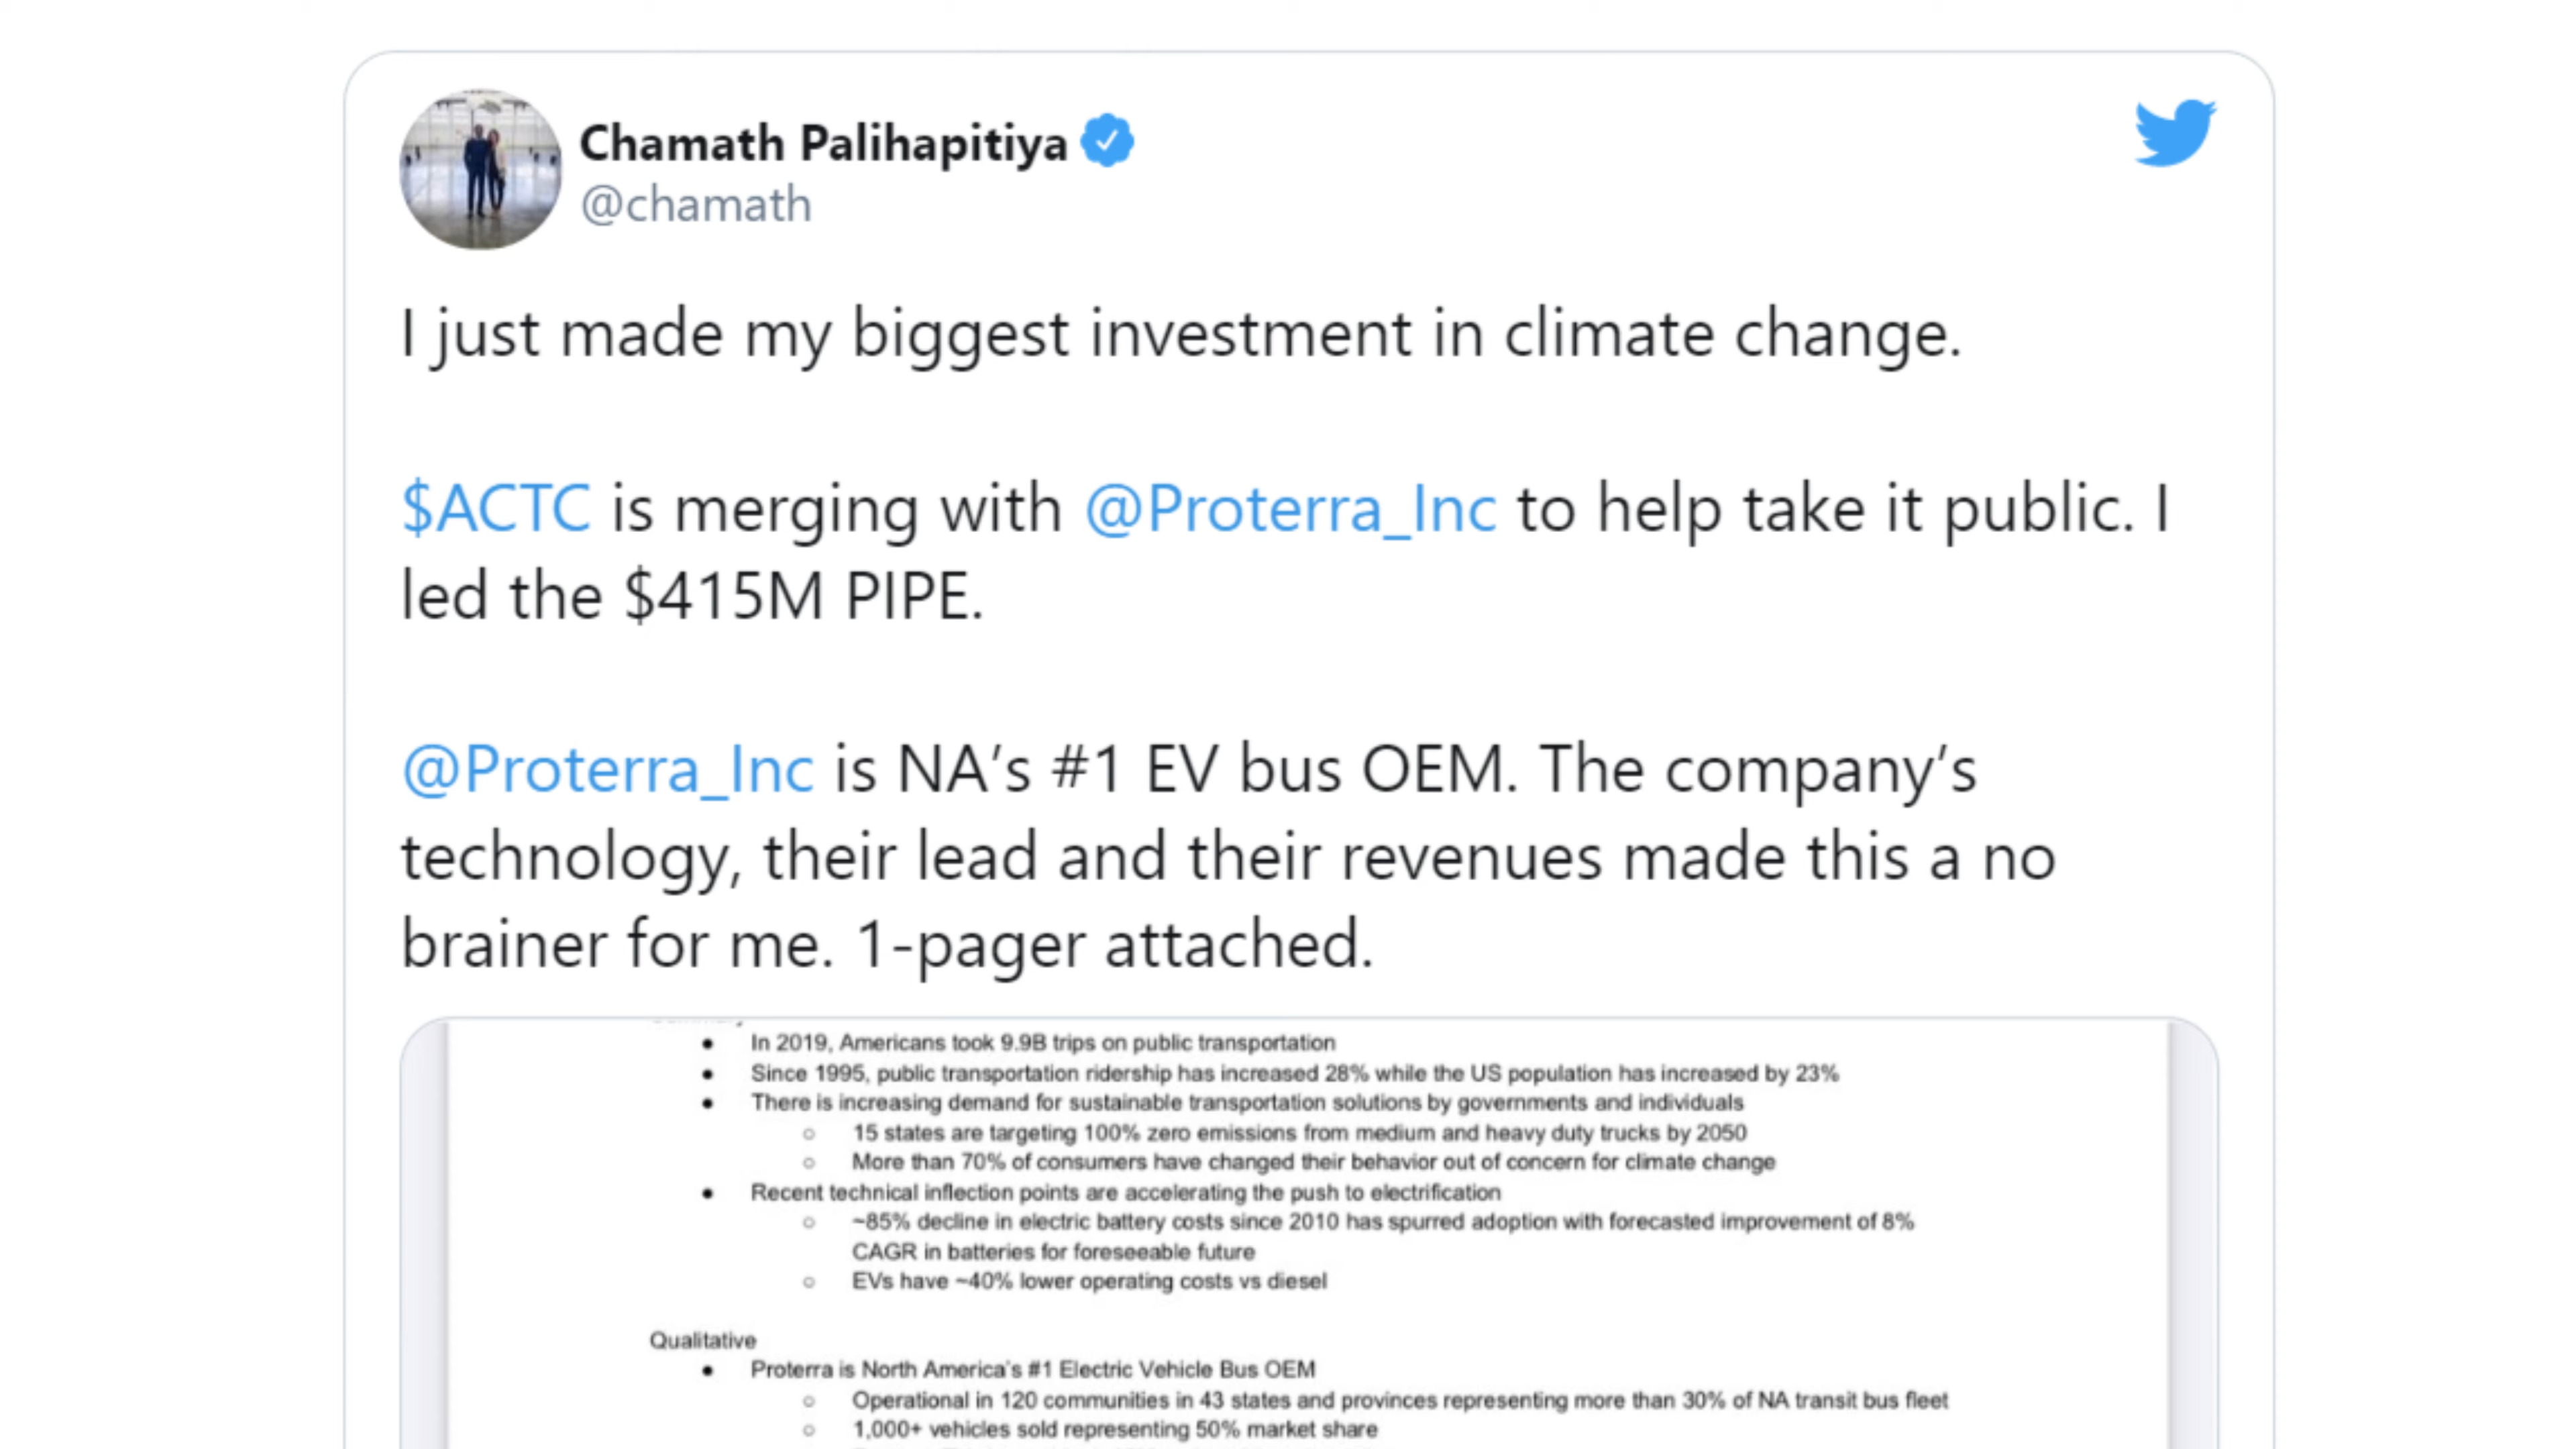 Chamath Palihapitiya
@chamath
I just made my biggest investment in climate change.
$ACTC is merging with @Proterra_Inc to help take it public. I
led the $415M PIPE.
@Proterra_Inc is NA’s #1 EV bus OEM. The company’s
technology, their lead and their revenues made this a no
brainer for me. 1-pager attached.
● In 2019, Americans took 9.9B trips on public transportation
● Since 1995, public transportation ridership has increased 28% while the US population has increased by 23%
● There is increasing demand for sustainable transportation solutions by governments and individuals
○ 15 states are targeting 100% zero emissions from medium and heavy duty trucks by 2050
○ More than 70% of consumers have changed their behavior out of concern for climate change
● Recent technical inflection points are accelerating the push to electrification
○ ~85% decline in electric battery costs since 2010 has spurred adoption with forecasted improvement of 8%
CAGR in batteries for foreseeable future
○ EVs have ~40% lower operating costs vs diesel
Qualitative
● Proterra is North America's #1 Electric Vehicle Bus OEM
○ Operational in 120 communities in 43 states and provinces representing more than 30% of NA transit bus fleet
○ 1,000+ vehicles sold representing 50% market share